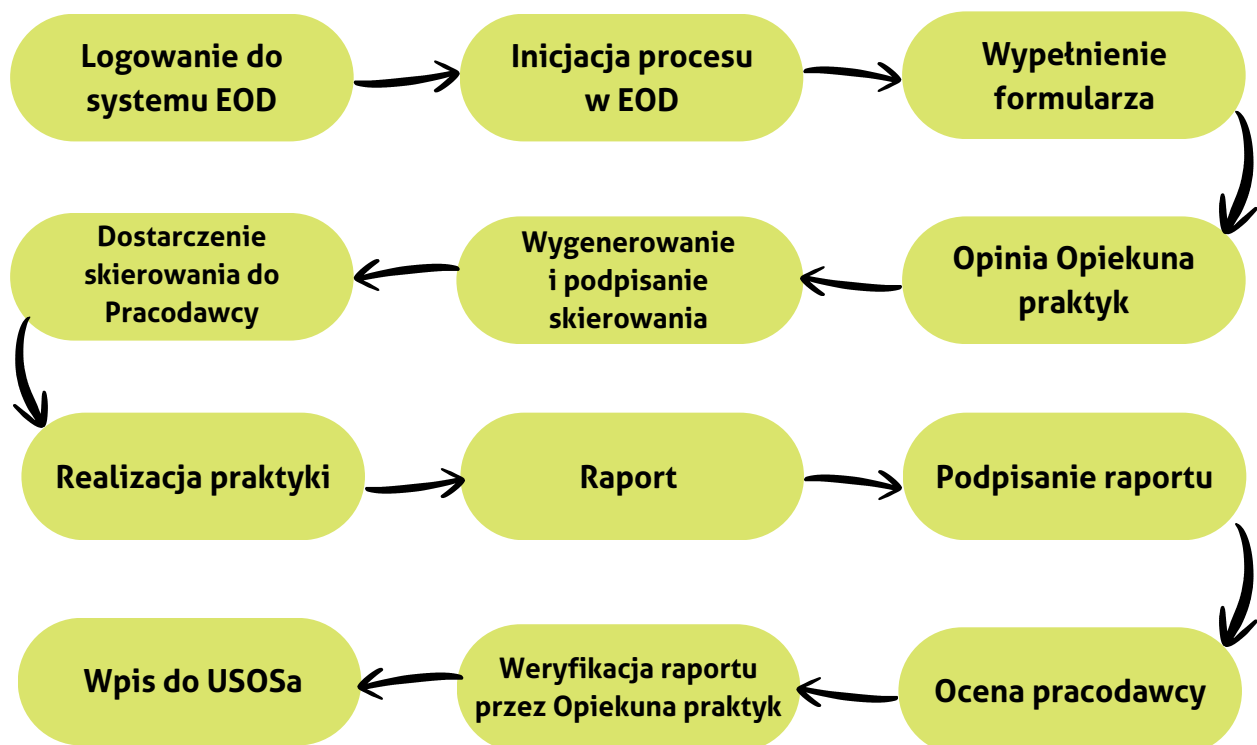 Logowanie do
systemu EOD
Inicjacja procesu
w EOD
Wypełnienie
formularza
Opinia Opiekuna
praktyk
Wygenerowanie
i podpisanie
skierowania
Dostarczenie
skierowania do
Pracodawcy
Realizacja praktyki
Raport
Podpisanie raportu
Ocena pracodawcy
Weryfikacja raportu
przez Opiekuna praktyk
Wpis do USOSa